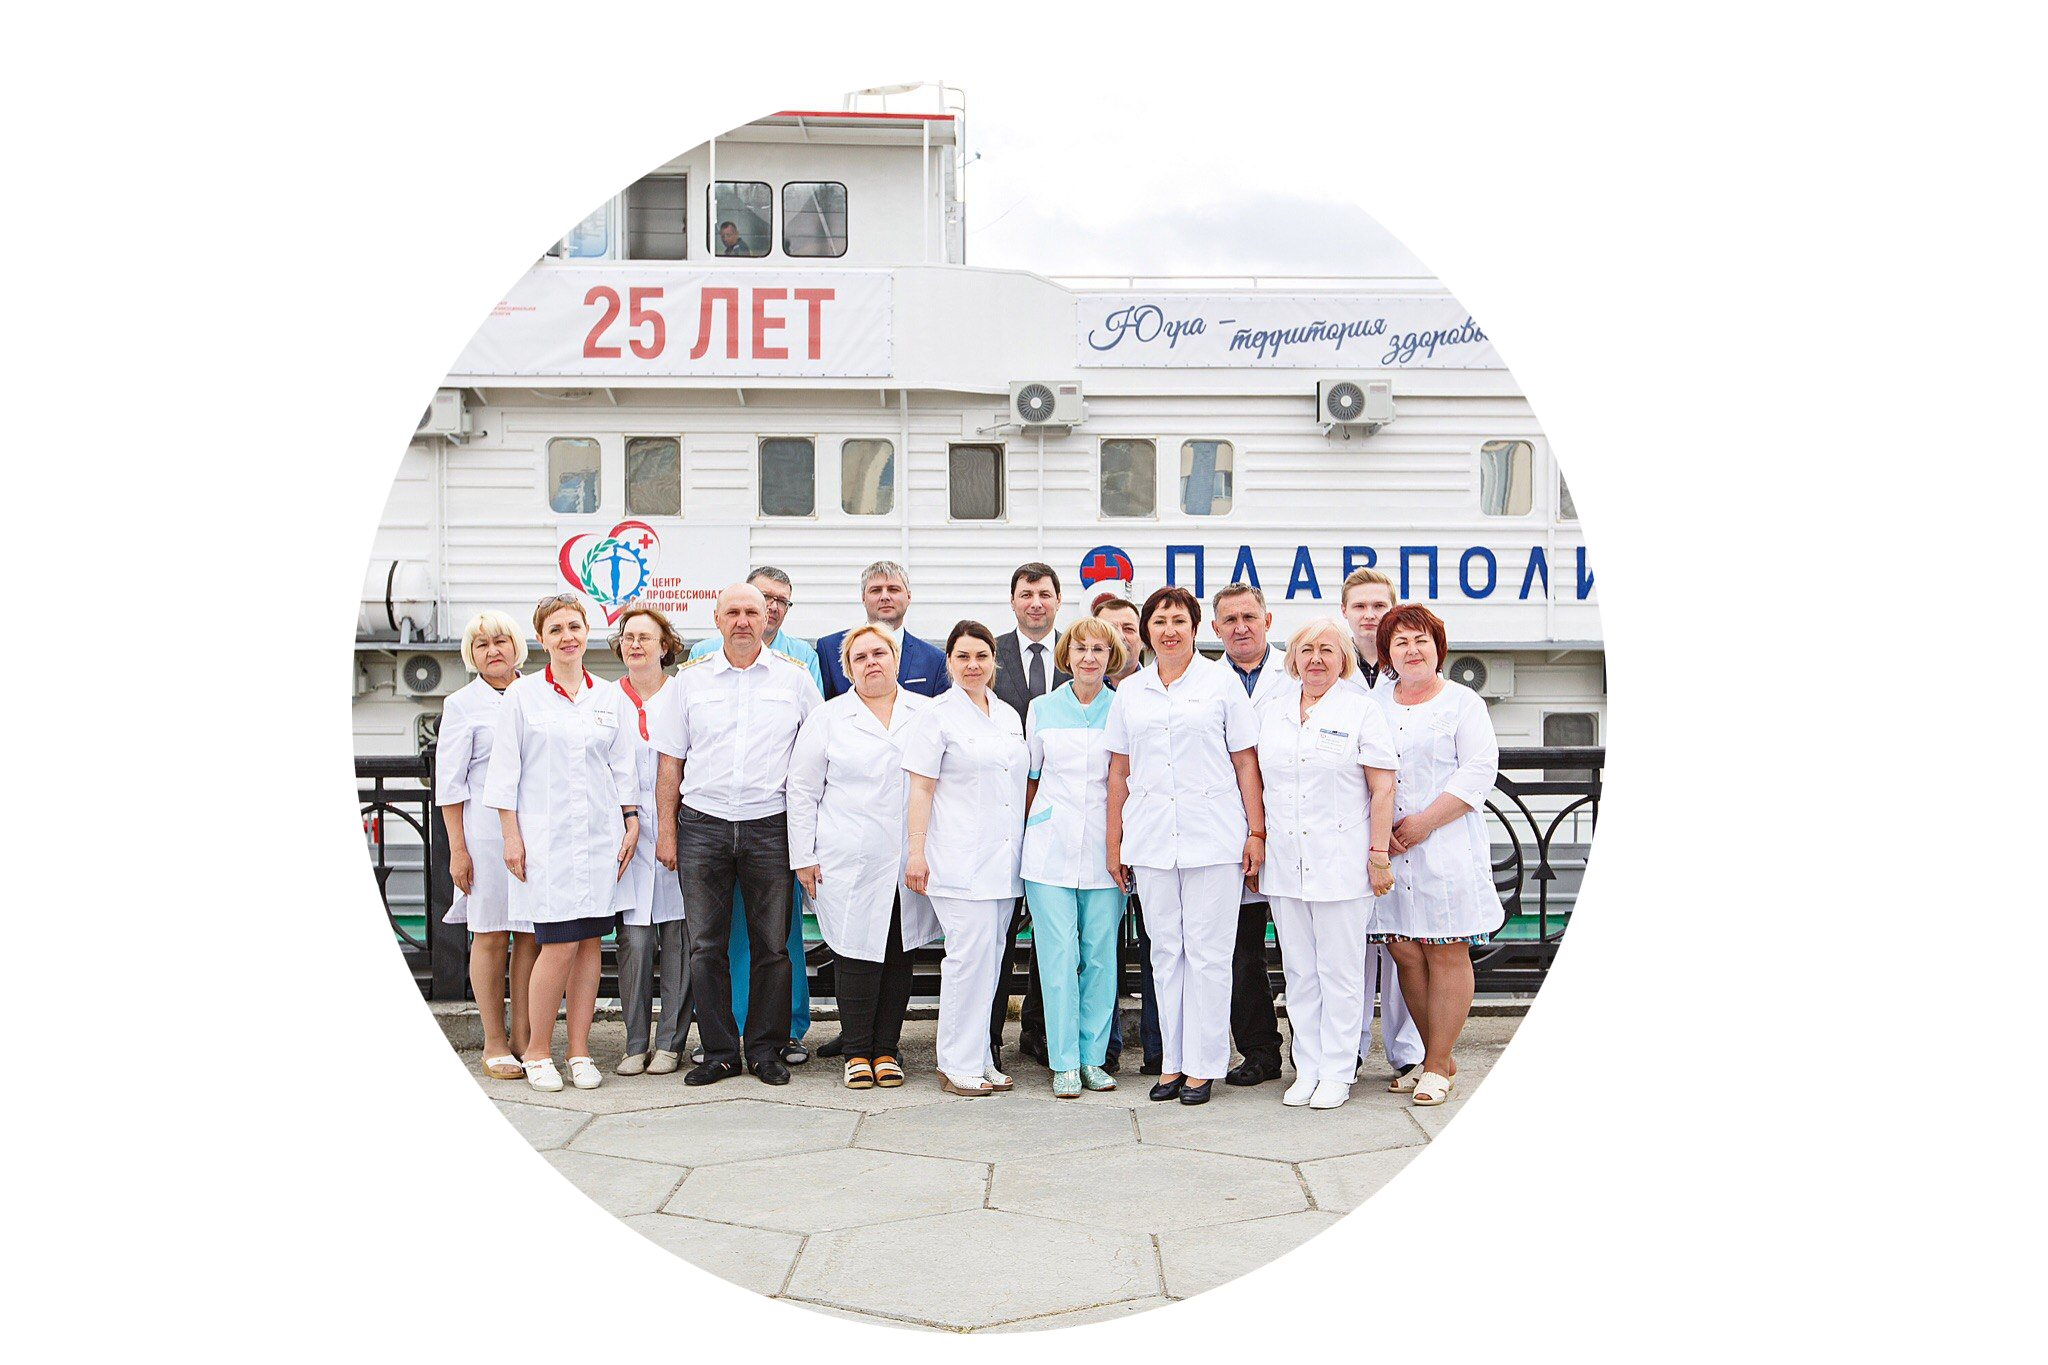 25 ЛЕТ
Югра - территория здоровь
ЦЕНТР
ПРОФЕССИОНАЛ
ПАТОЛОГИИ
ПЛАВПОЛИ